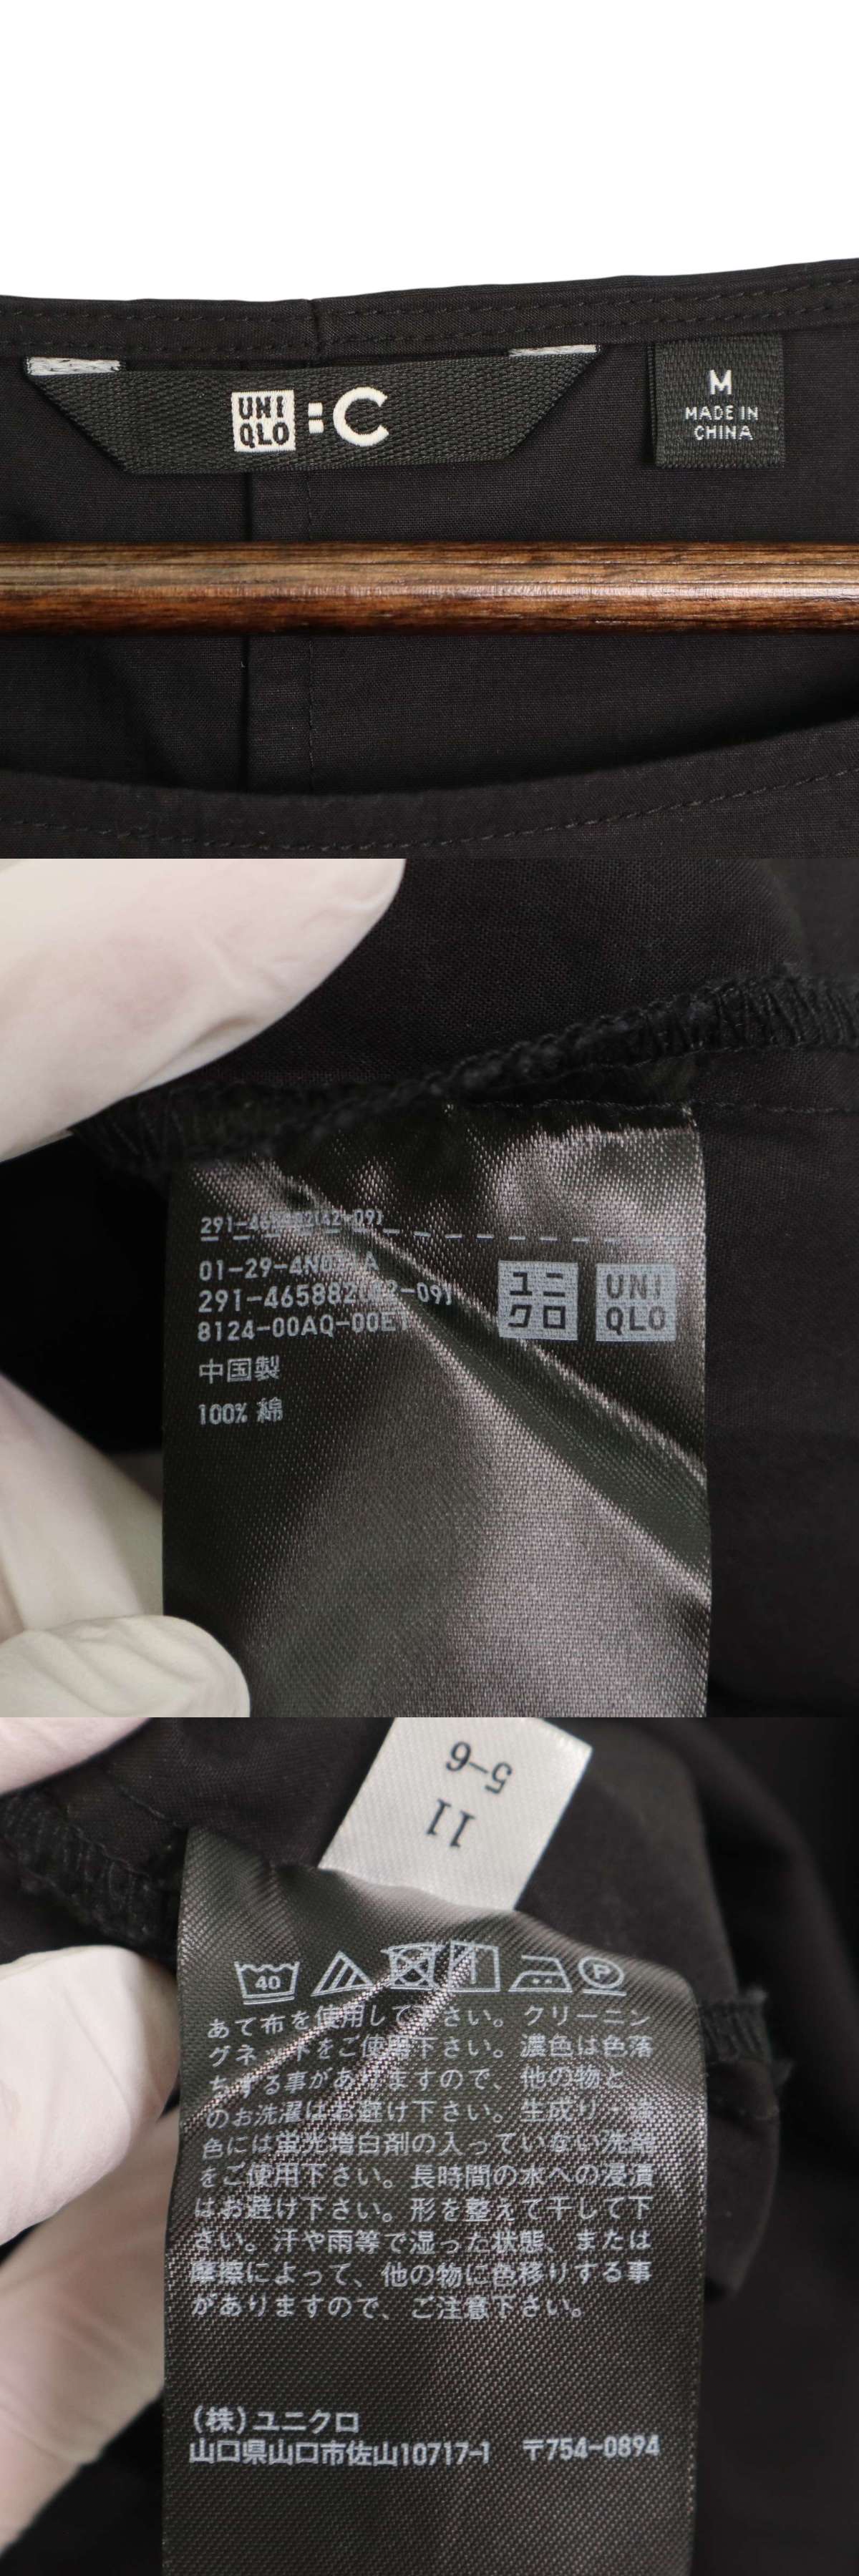 UNI
QLO :C
M
MADE IN
CHINA
291-465882(42-09)
01-29-4N
291-465882(42-09)
8124-00AQ-00ET
ユニ
クロ
UNI
QLO
中国製
100% 綿
5-6
11
40
P
あて布を使用して下さい。クリーニン
グネットをご使用下さい。濃色は色落
ちする事がありますので、他の物と
のお洗濯はお避け下さい。生成り・淡
色には蛍光増白剤の入っていない洗剤
をご使用下さい。長時間の水への浸漬
はお避け下さい。形を整えて干して下
さい。汗や雨等で湿った状態、または
摩擦によって、他の物に色移りする事
がありますので、ご注意下さい。
(株)ユニクロ
山口県山口市佐山10717-1 〒754-0894